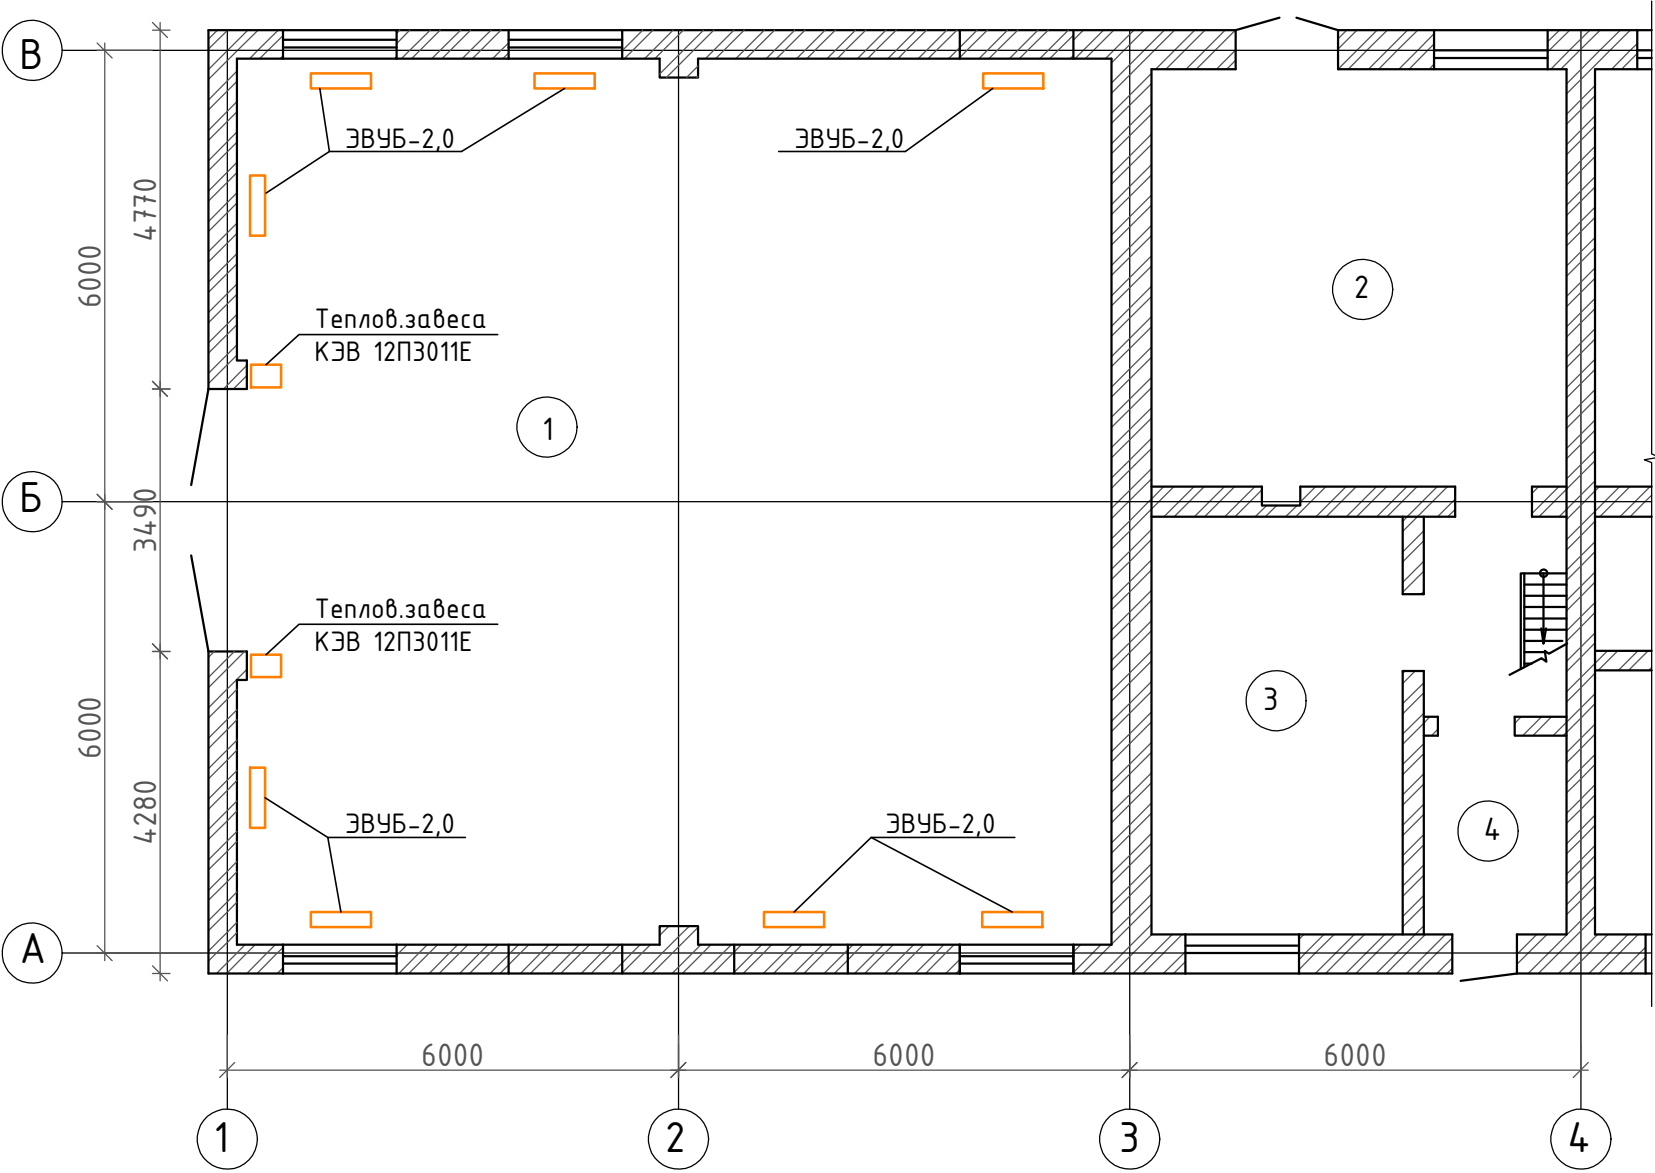 В
ЭВУБ-2,0
ЭВУБ-2,0
4770
6000
2
Теплов.завеса
КЭВ 12П3011Е
1
Б
3490
Теплов.завеса
КЭВ 12П3011Е
3
6000
4280
ЭВУБ-2,0
ЭВУБ-2,0
4
А
6000
6000
6000
1
2
3
4